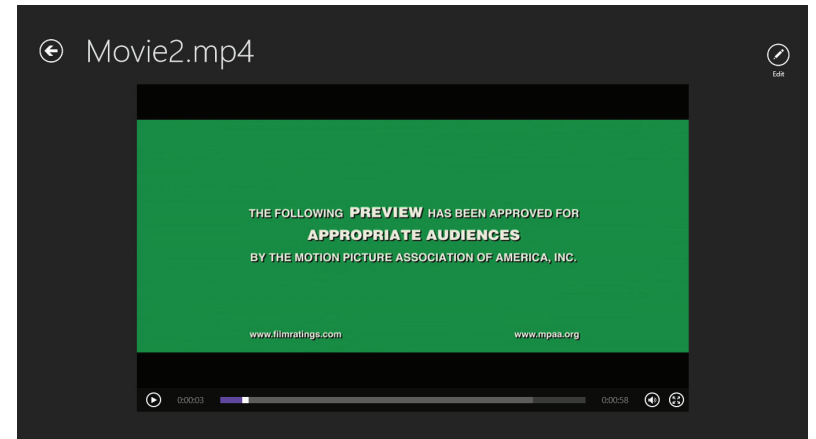 Movie2.mp4
Edit
THE FOLLOWING PREVIEW HAS BEEN APPROVED FOR
APPROPRIATE AUDIENCES
BY THE MOTION PICTURE ASSOCIATION OF AMERICA, INC.
www.filmratings.com www.mpaa.org
0:00:03 0:00:58